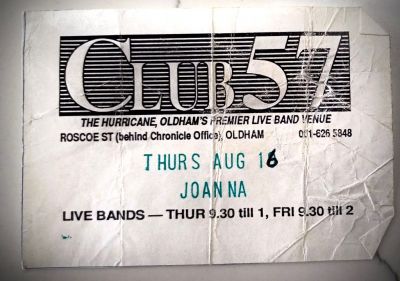 CLUB 57
THE HURRICANE, OLDHAM'S PREMIER LIVE BAND VENUE
ROSCOE ST (behind Chronicle Office), OLDHAM 061-626 5848
THURS AUG 16
JOANNA
LIVE BANDS — THUR 9.30 till 1, FRI 9.30 till 2